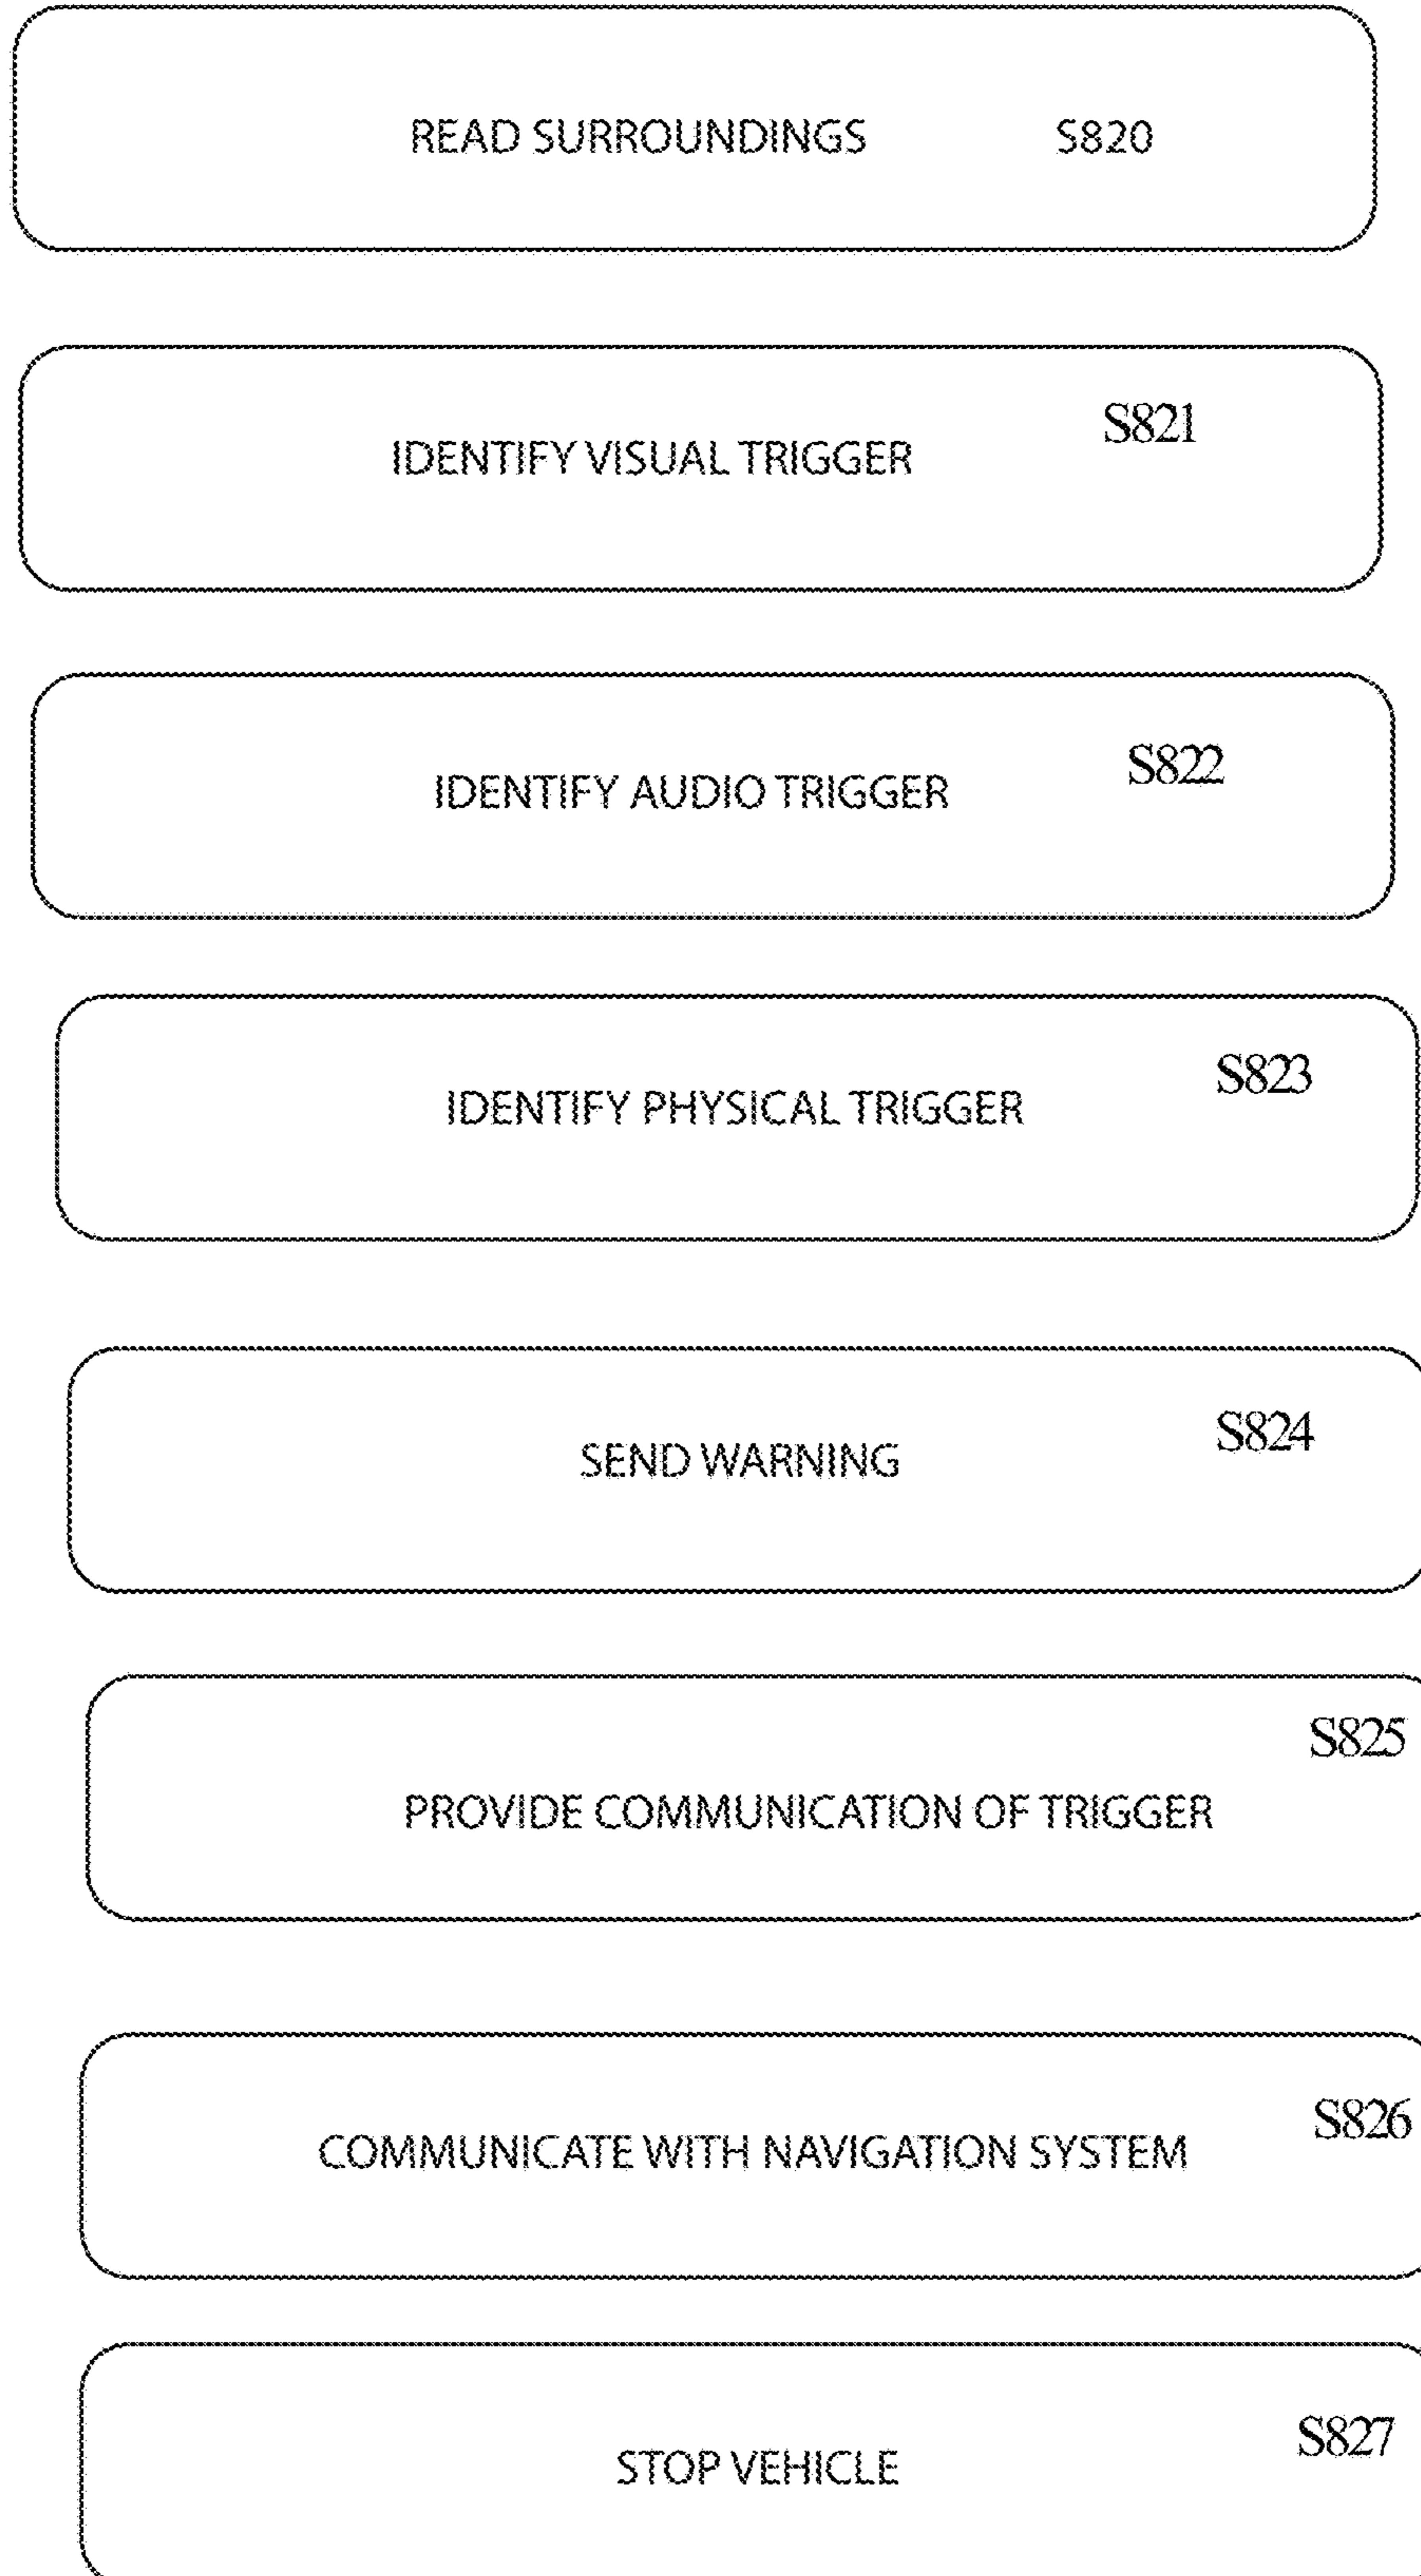 READ SURROUNDINGS S820
S821
IDENTIFY VISUAL TRIGGER
S822
IDENTIFY AUDIO TRIGGER
S823
IDENTIFY PHYSICAL TRIGGER
S824
SEND WARNING
S825
PROVIDE COMMUNICATION OF TRIGGER
S826
COMMUNICATE WITH NAVIGATION SYSTEM
S827
STOP VEHICLE